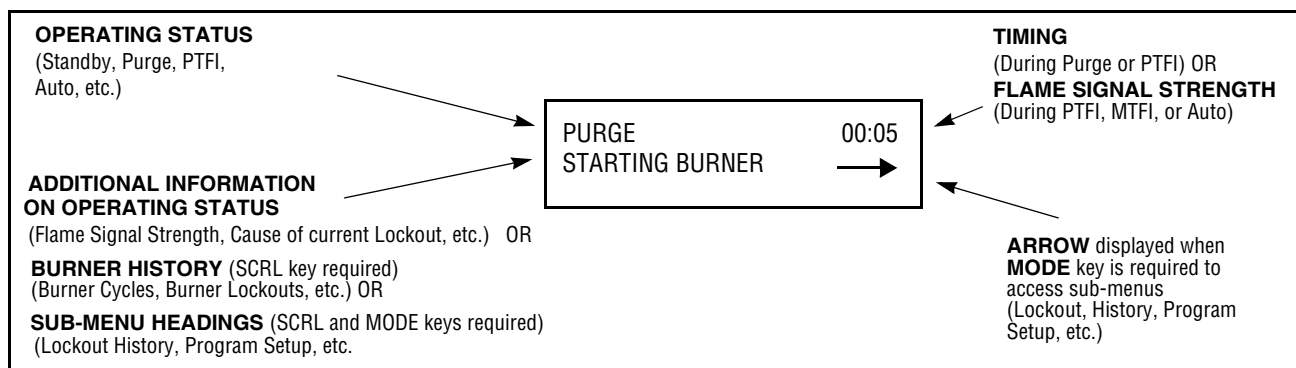 OPERATING STATUS
(Standby, Purge, PTFI,
Auto, etc.)
ADDITIONAL INFORMATION
ON OPERATING STATUS
(Flame Signal Strength, Cause of current Lockout, etc.) OR
BURNER HISTORY (SCRL key required)
(Burner Cycles, Burner Lockouts, etc.) OR
SUB-MENU HEADINGS (SCRL and MODE keys required)
(Lockout History, Program Setup, etc.
PURGE 00:05
STARTING BURNER
TIMING
(During Purge or PTFI) OR
FLAME SIGNAL STRENGTH
(During PTFI, MTFI, or Auto)
ARROW displayed when
MODE key is required to
access sub-menus
(Lockout, History, Program
Setup, etc.)